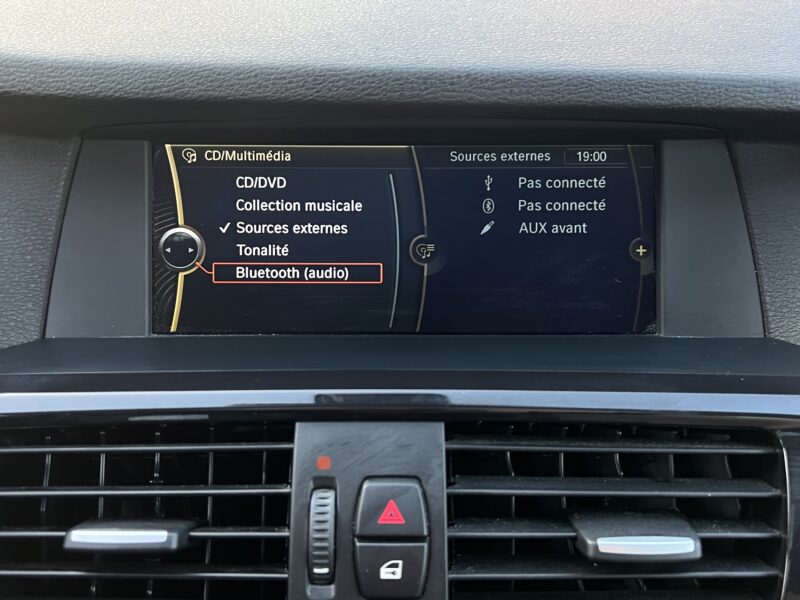 CD/Multimédia
CD/DVD
Collection musicale
Sources externes
Tonalité
Bluetooth (audio)
Sources externes 19:00
Pas connecté
Pas connecté
AUX avant